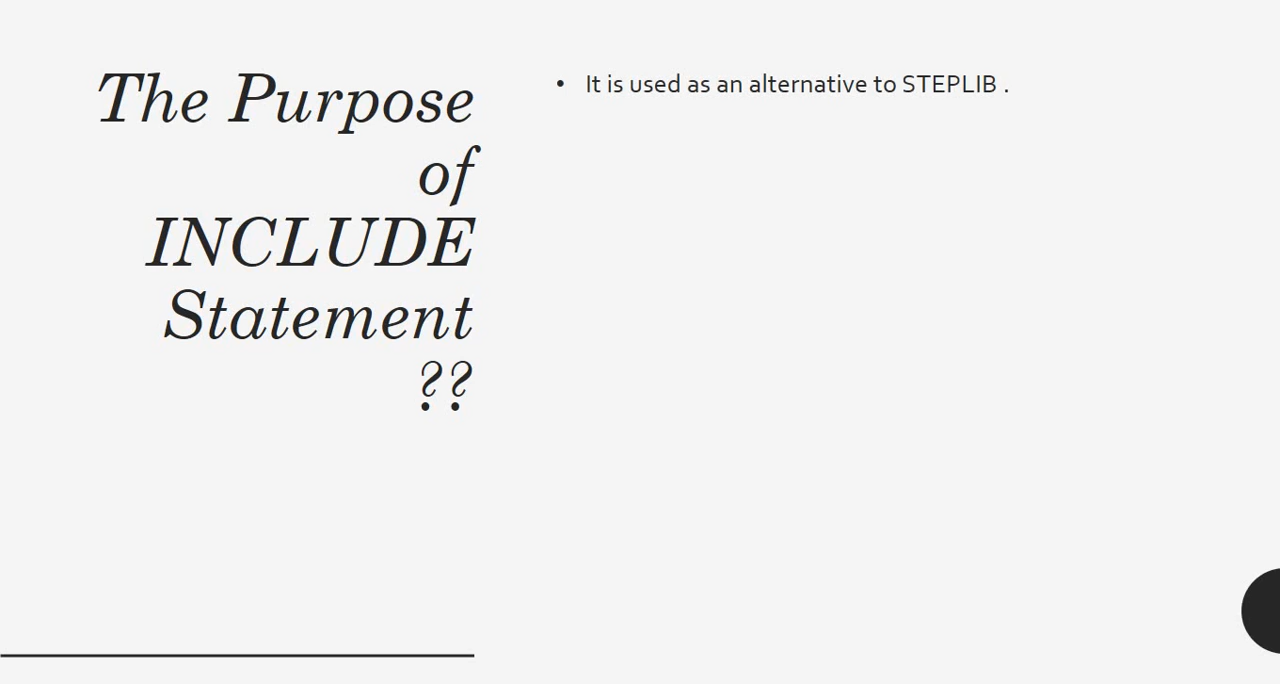 The Purpose
of
INCLUDE
Statement
??
• It is used as an alternative to STEPLIB .